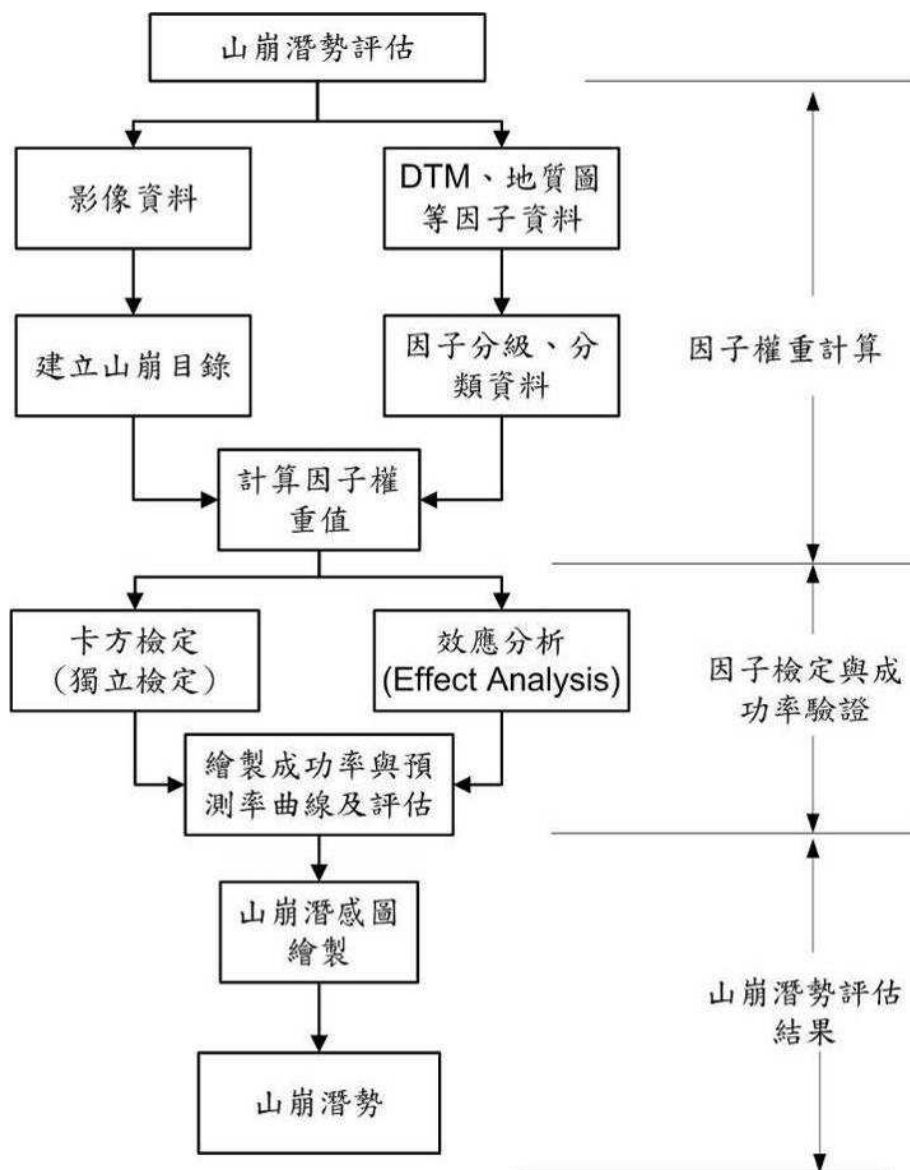 山崩潛勢評估
影像資料
DTM、地質圖
等因子資料
建立山崩目錄
因子分級、分
類資料
因子權重計算
計算因子權
重值
卡方檢定
（獨立檢定）
效應分析
(Effect Analysis)
因子檢定與成
功率驗證
繪製成功率與預
測率曲線及評估
山崩潛感圖
繪製
山崩潛勢評估
結果
山崩潛勢